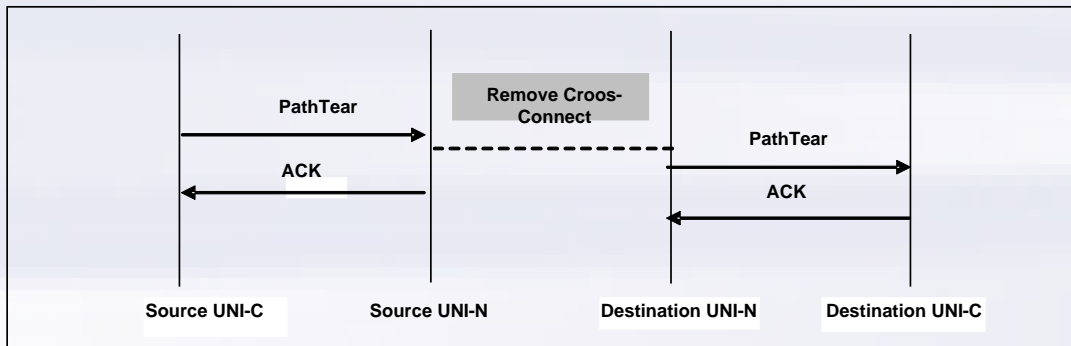 Remove Croos-
Connect
PathTear
PathTear
ACK
ACK
Source UNI-C
Source UNI-N
Destination UNI-N
Destination UNI-C